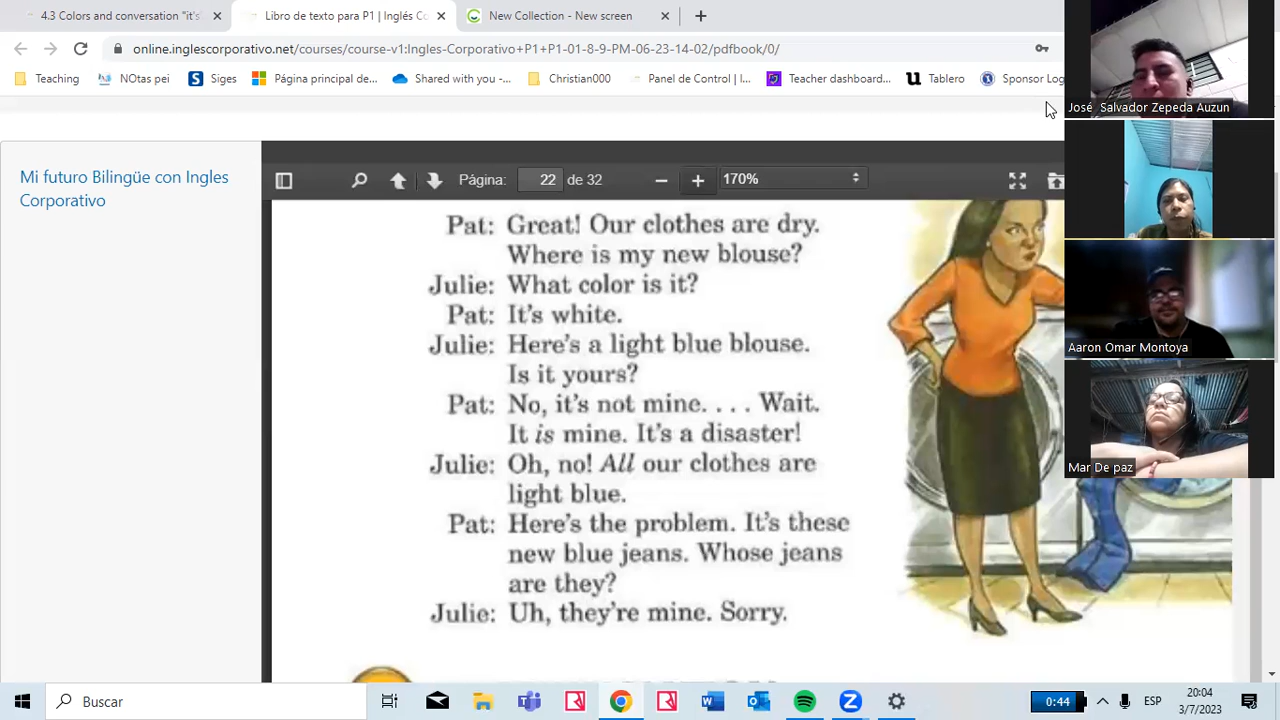 4.3 Colors and conversation "it's
Libro de texto para P1 | Inglés Co
New Collection - New screen
online.inglescorporativo.net/courses/course-v1:Ingles-Corporativo+P1+P1-01-8-9-PM-06-23-14-02/pdfbook/0/
Teaching
NOtas pei
Siges
Página principal de...
Shared with you -...
Christian000
Panel de Control | I...
Teacher dashboard...
Tablero
Sponsor Log
José Salvador Zepeda Auzun
Mi futuro Bilingüe con Ingles
Corporativo
Página: 22 de 32
170%
Pat: Great! Our clothes are dry.
Where is my new blouse?
Julie: What color is it?
Pat: It's white.
Julie: Here's a light blue blouse.
Is it yours?
Pat: No, it's not mine. . . . Wait.
It is mine. It's a disaster!
Julie: Oh, no! All our clothes are
light blue.
Pat: Here's the problem. It's these
new blue jeans. Whose jeans
are they?
Julie: Uh, they're mine. Sorry.
Aaron Omar Montoya
Mar De paz
Buscar
0:44
ESP
20:04
3/7/2023